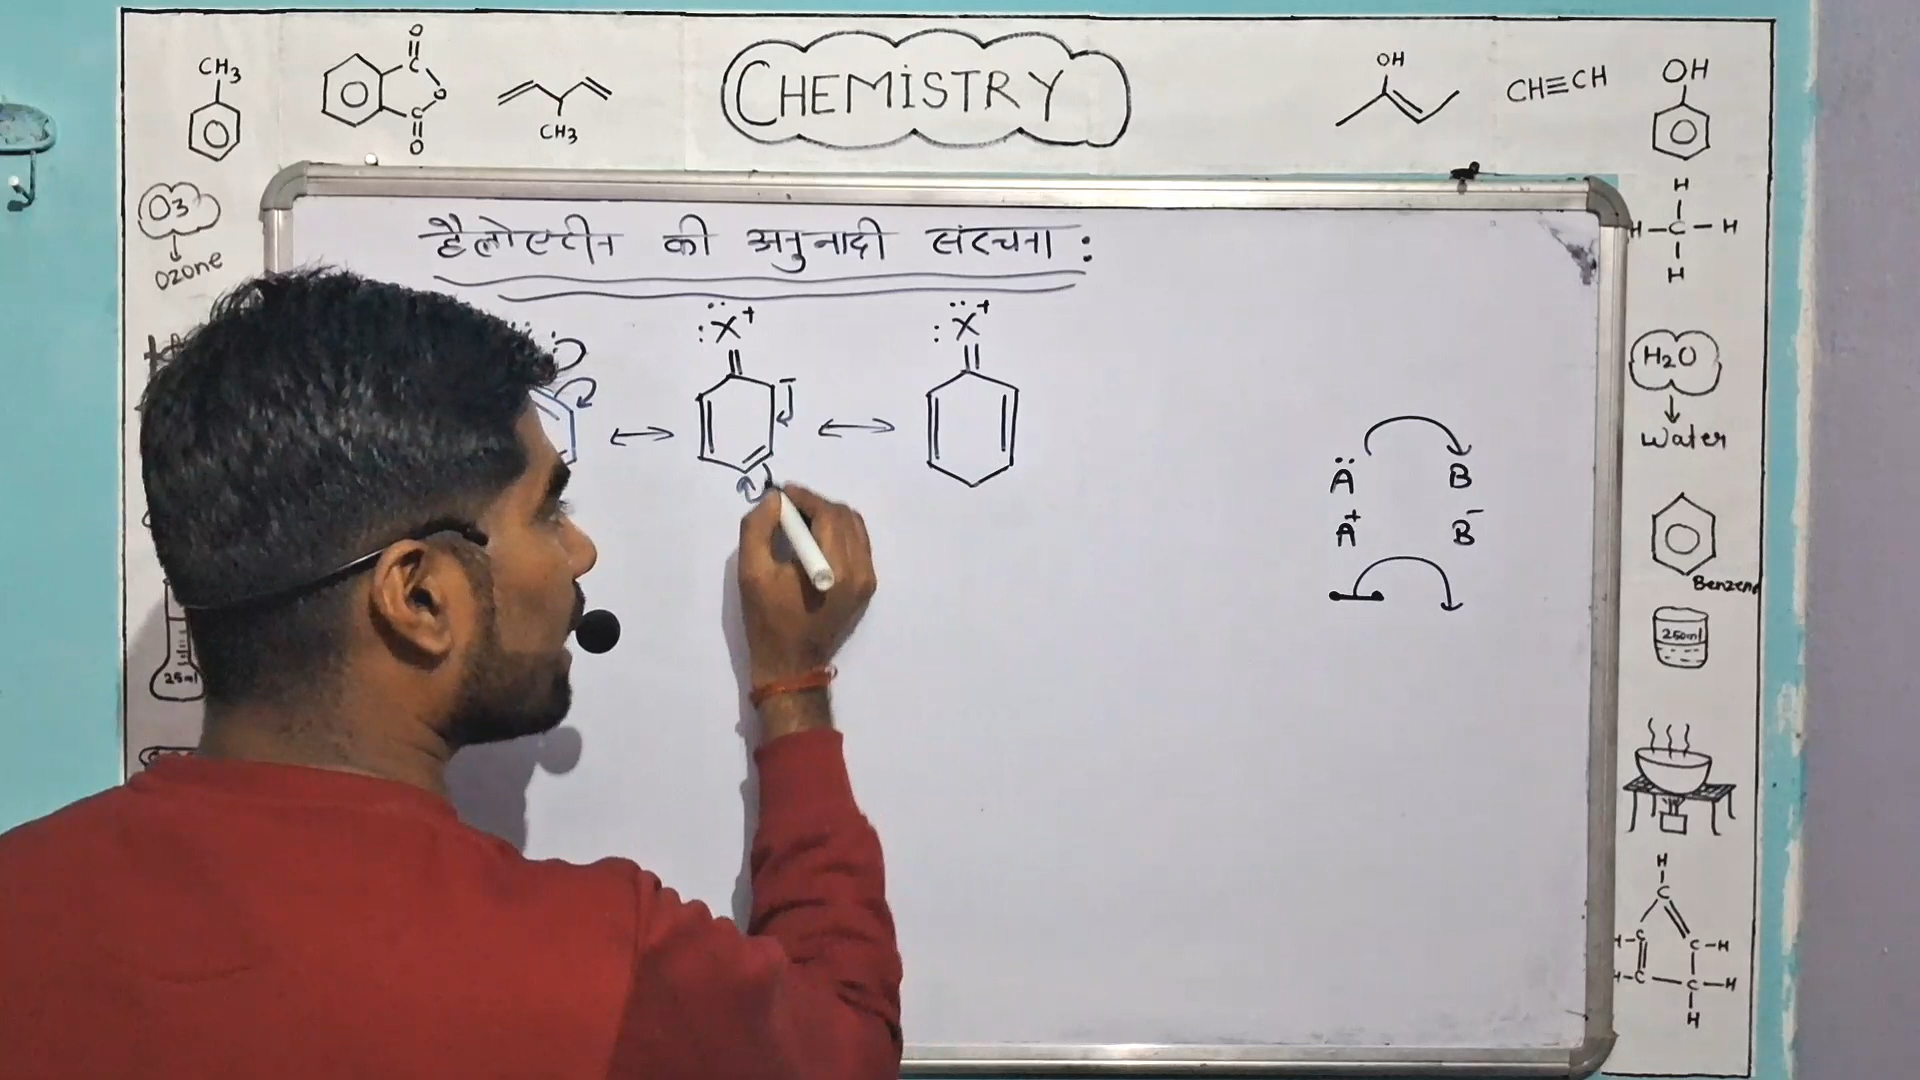 CHEMISTRY
CH3
O
C
O
C
O
CH3
OH
CH≡CH
OH
O3
Ozone
हैलोएरीन की अनुनादी संरचना :
:Ẍ+
:Ẍ+
-
Ä B
A+ B-
H
H-C-H
H
H2O
Water
Benzene
250ml
25ml
H
C
H-C C-H
H-C C-H
H